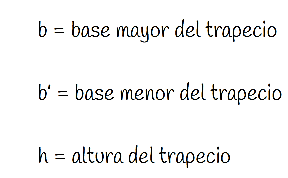 b = base mayor del trapecio
b‘ = base menor del trapecio
h = altura del trapecio